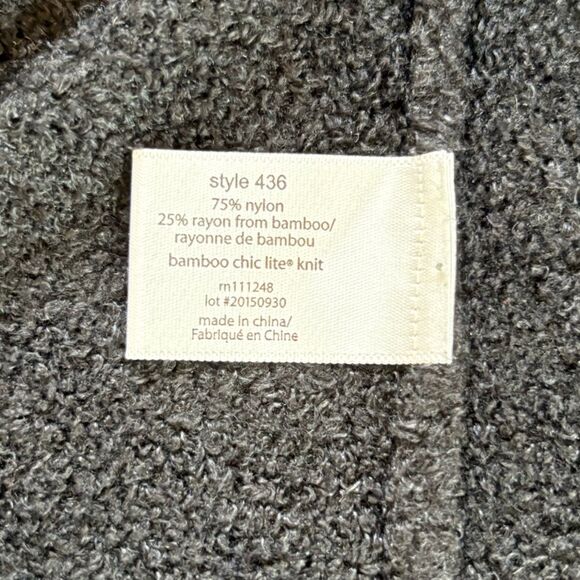 style 436
75% nylon
25% rayon from bamboo/
rayonne de bambou
bamboo chic lite® knit
rn111248
lot #20150930
made in china/
Fabriqué en Chine